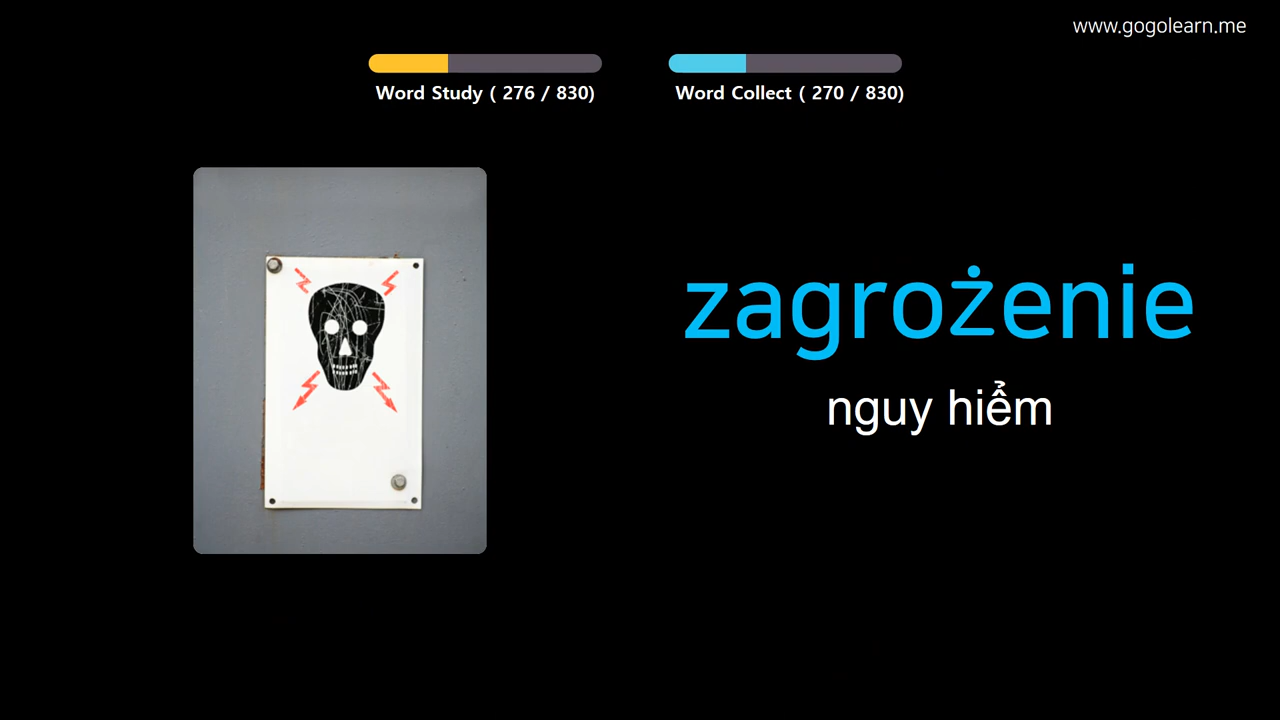 www.gogolearn.me
Word Study ( 276 / 830)
Word Collect ( 270 / 830)
zagrożenie
nguy hiểm